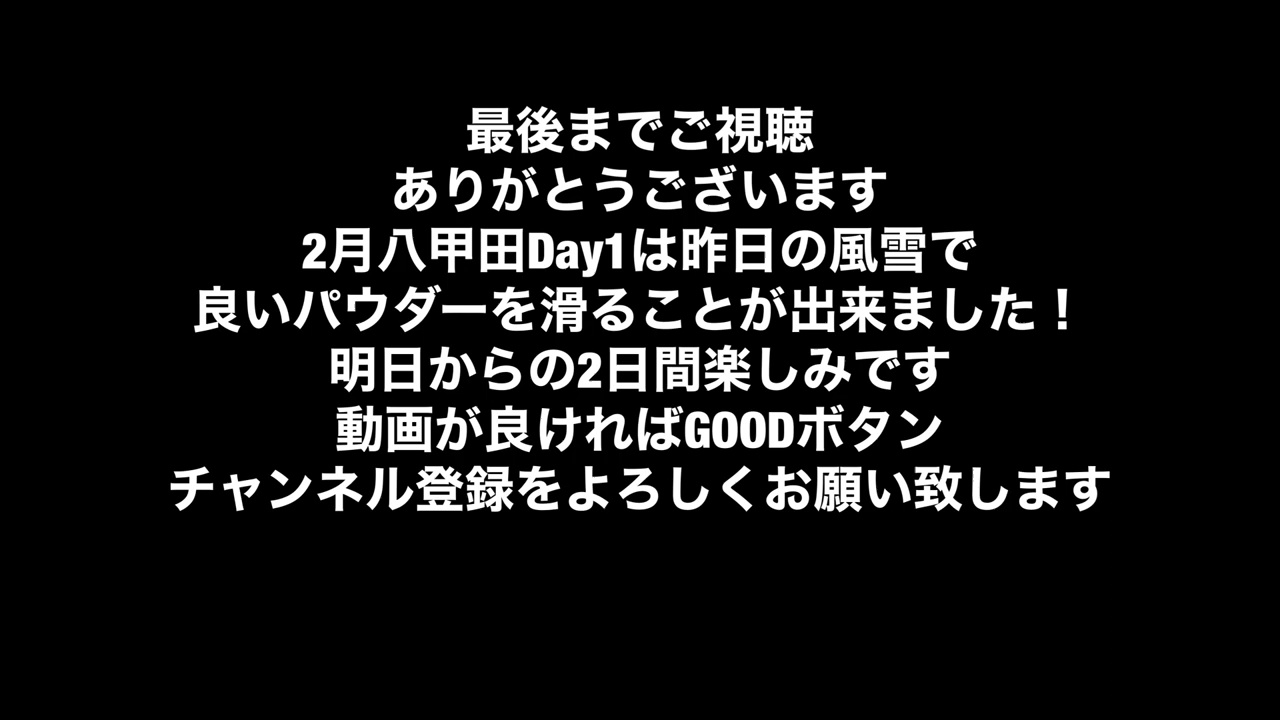 最後までご視聴
ありがとうございます
2月八甲田Day1は昨日の風雪で
良いパウダーを滑ることが出来ました！
明日からの2日間楽しみです
動画が良ければGOODボタン
チャンネル登録をよろしくお願い致します